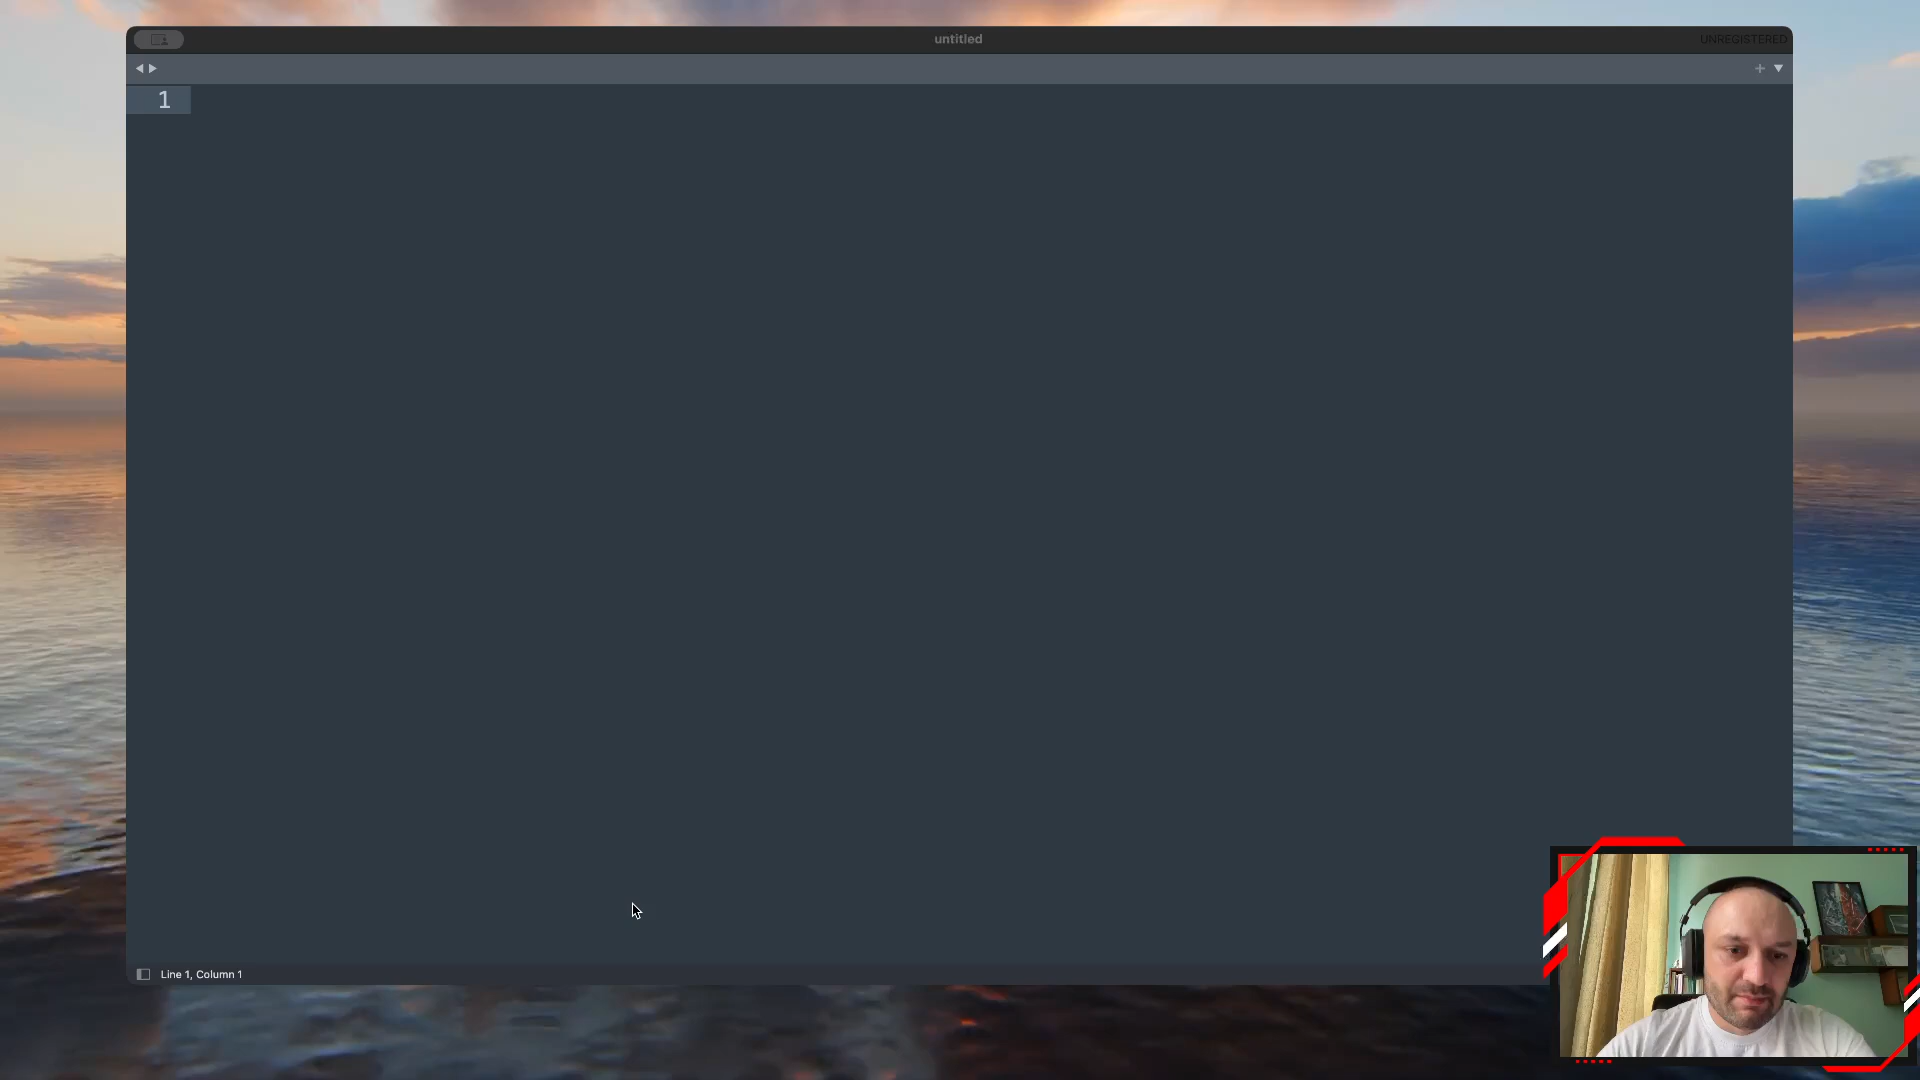 untitled
UNREGISTERED
1
Line 1, Column 1